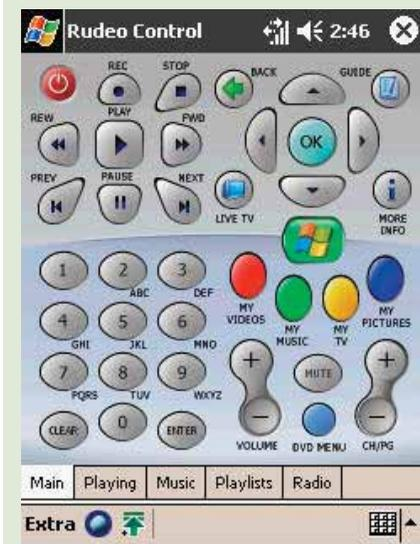 Rudeo Control 2:46
REC STOP BACK GUIDE
PLAY
REW FWD
OK
PREV PAUSE NEXT
LIVE TV
MORE
INFO
1 2 3
ABC DEF
MY
VIDEOS
MY
PICTURES
MY
MUSIC
MY
TV
4 5 6
GHI JKL MNO
7 8 9
PQRS TUV WXYZ
+ MUTE +
CLEAR 0 ENTER
- -
VOLUME DVD MENU CH/PG
Main Playing Music Playlists Radio
Extra